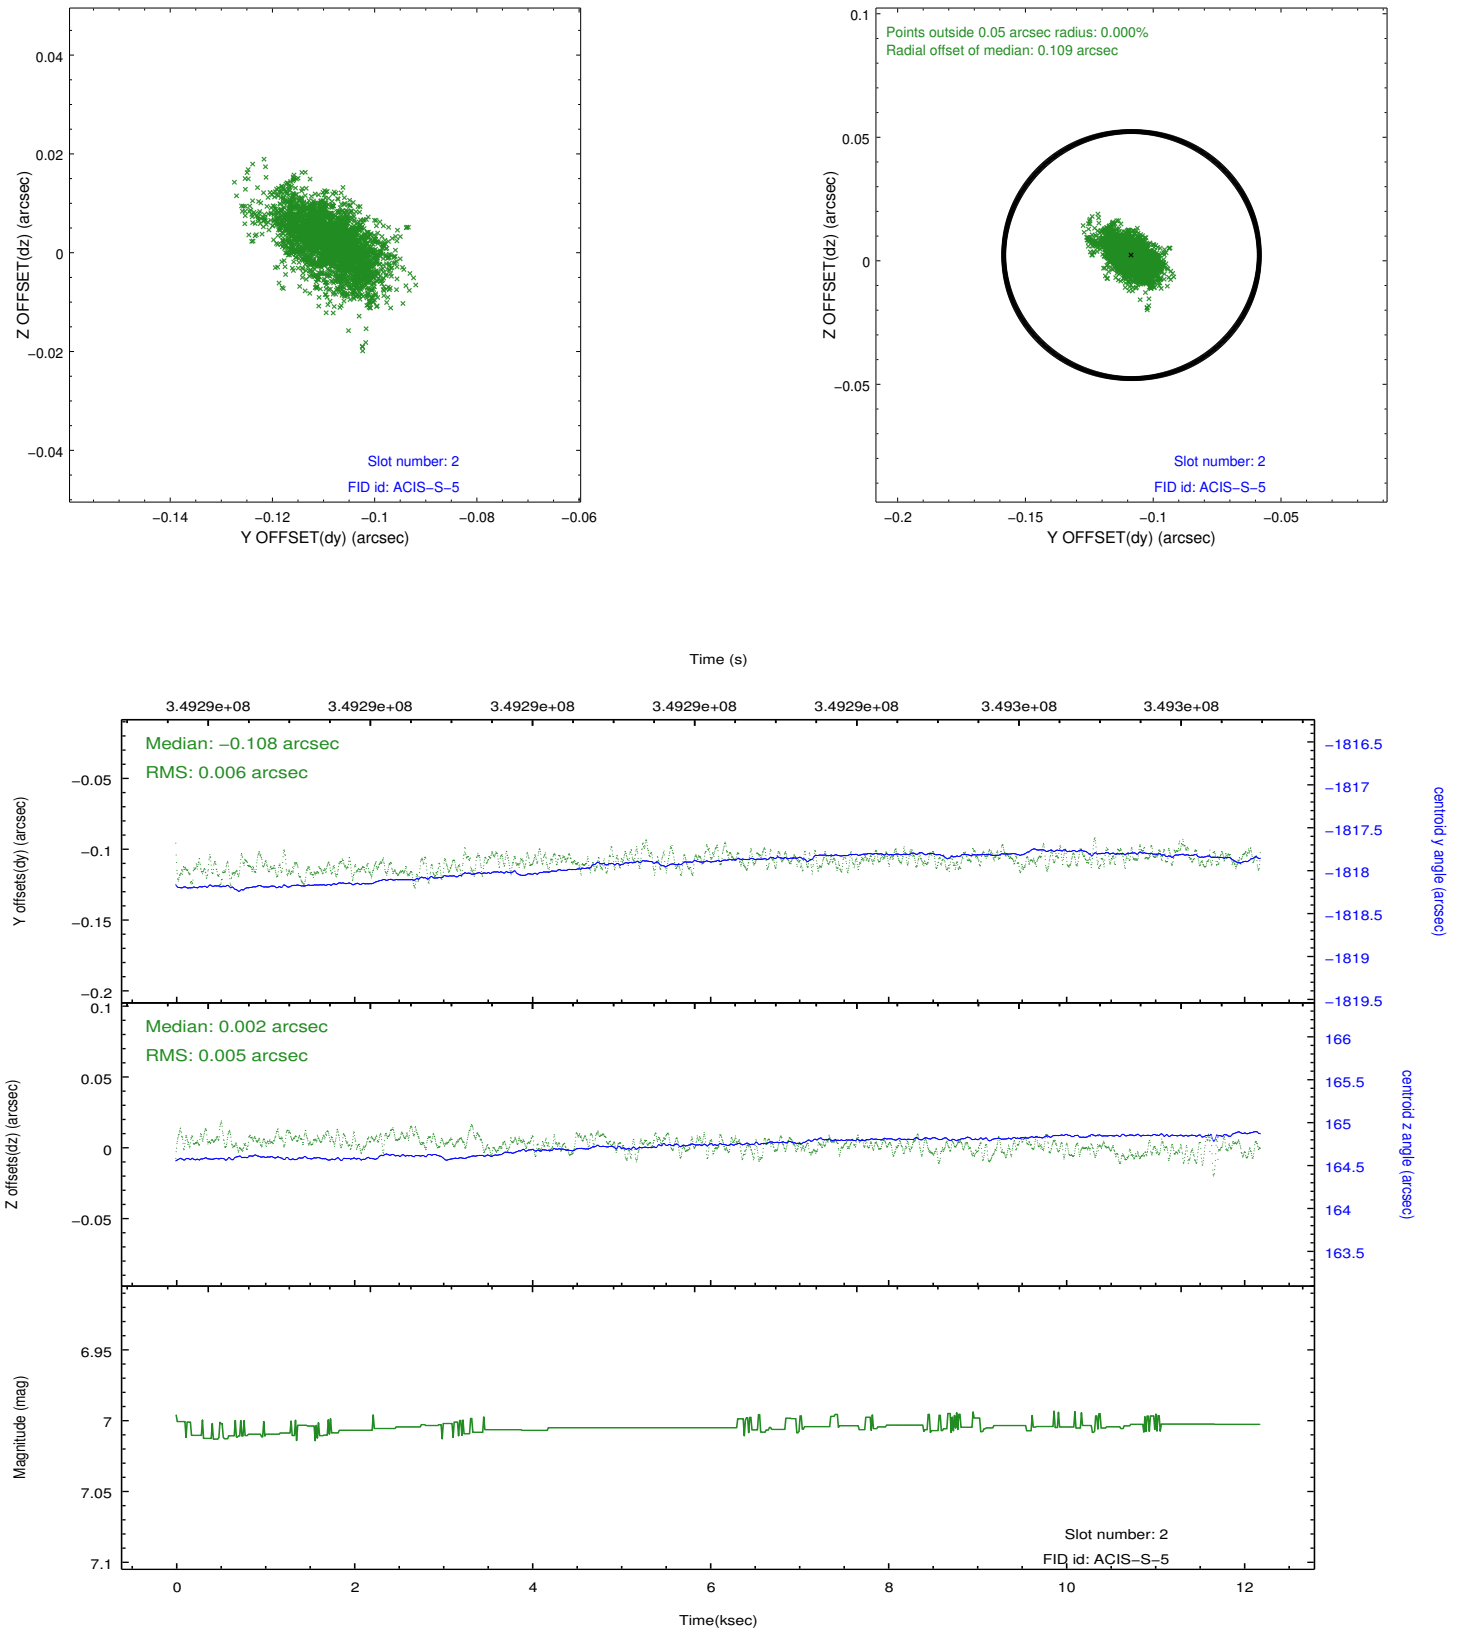 0.04
0.02
0
−0.02
−0.04
Z OFFSET(dz) (arcsec)
Slot number: 2
FID id: ACIS−S−5
−0.14
−0.12
−0.1
−0.08
−0.06
Y OFFSET(dy) (arcsec)
0.1
0.05
0
−0.05
Z OFFSET(dz) (arcsec)
Points outside 0.05 arcsec radius: 0.000%
Radial offset of median: 0.109 arcsec
Slot number: 2
FID id: ACIS−S−5
−0.2
−0.15
−0.1
−0.05
Y OFFSET(dy) (arcsec)
Time (s)
3.4929e+08
3.4929e+08
3.4929e+08
3.4929e+08
3.4929e+08
3.493e+08
3.493e+08
Median: −0.108 arcsec
RMS: 0.006 arcsec
−0.05
−0.1
−0.15
−0.2
Y offsets(dy) (arcsec)
−1816.5
−1817
−1817.5
−1818
−1818.5
−1819
−1819.5
centroid y angle (arcsec)
Median: 0.002 arcsec
RMS: 0.005 arcsec
0.1
0.05
0
−0.05
Z offsets(dz) (arcsec)
166
165.5
165
164.5
164
163.5
centroid z angle (arcsec)
6.95
7
7.05
7.1
Magnitude (mag)
Slot number: 2
FID id: ACIS−S−5
0
2
4
6
8
10
12
Time(ksec)